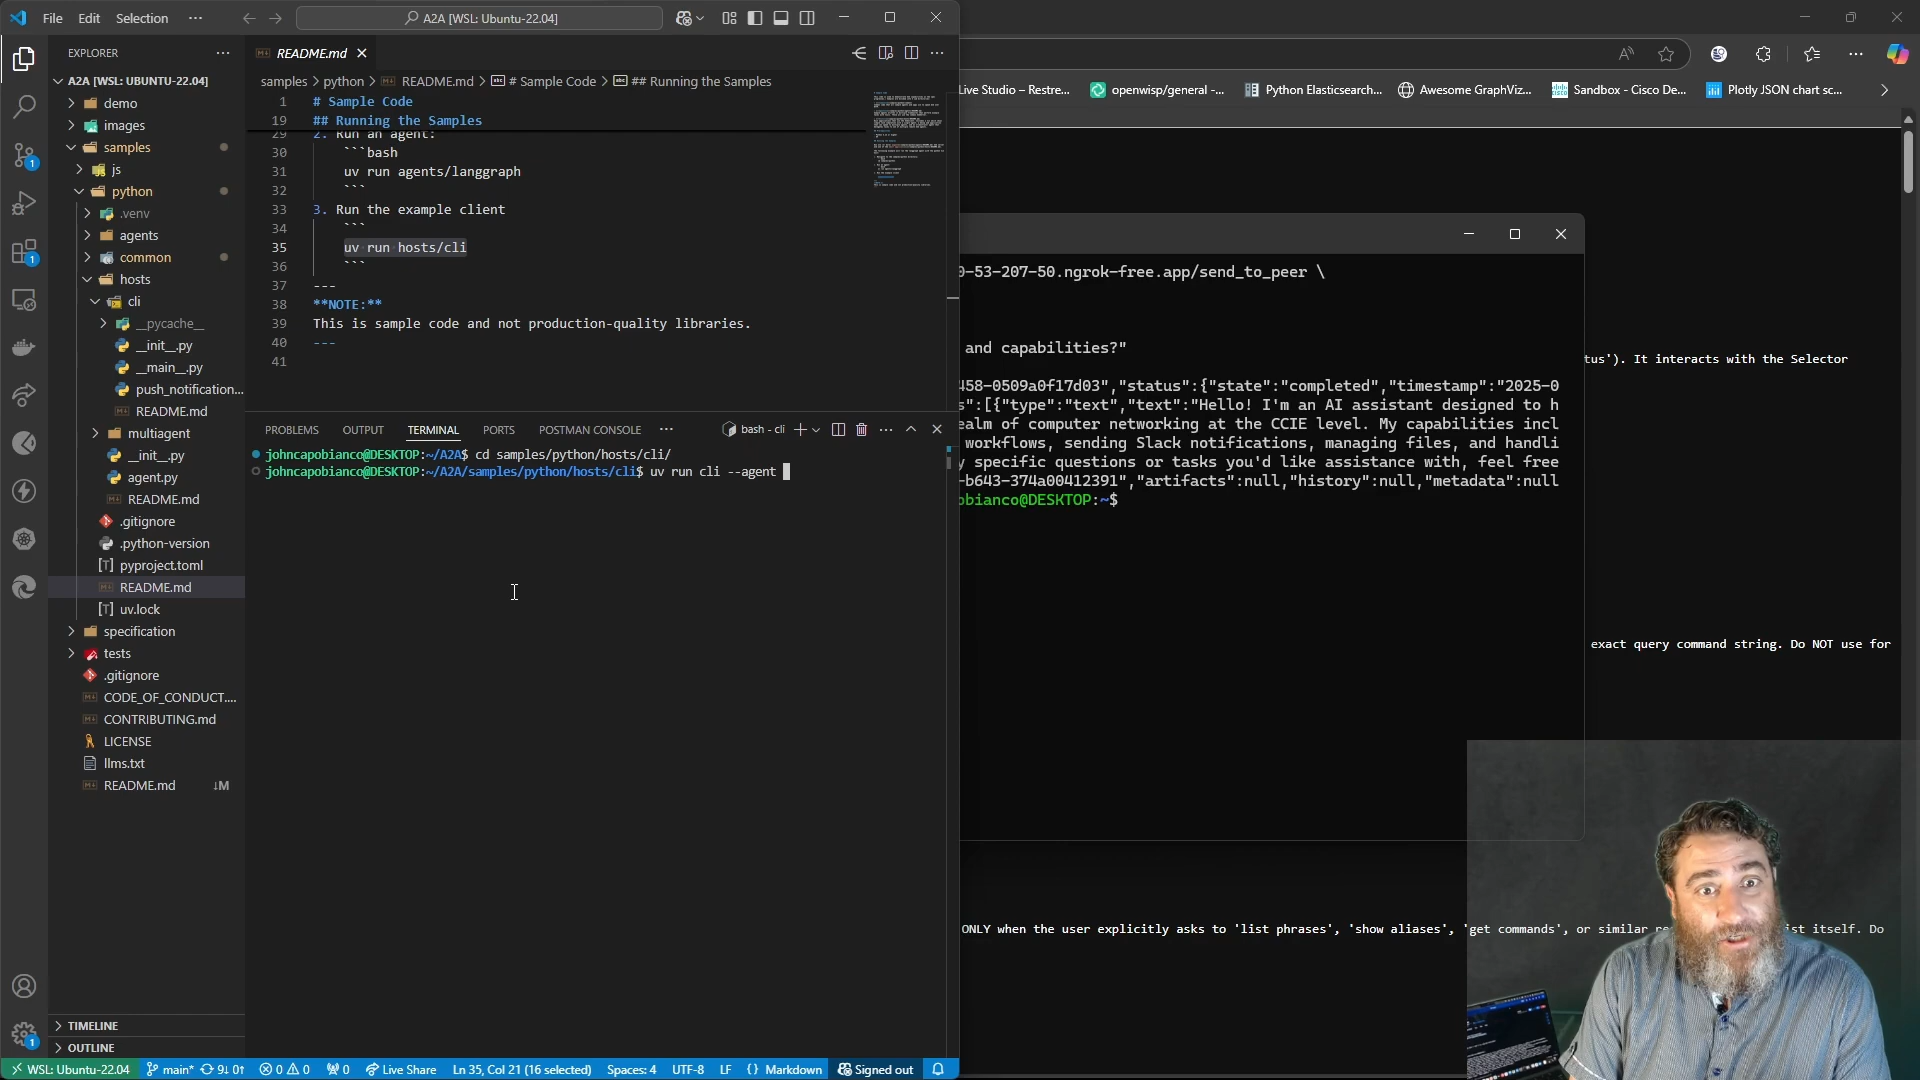 File Edit Selection ···
A2A [WSL: Ubuntu-22.04]
EXPLORER
A2A [WSL: UBUNTU-22.04]
demo
images
samples
js
python
.venv
agents
common
hosts
cli
__pycache__
__init__.py
__main__.py
push_notification...
README.md
multiagent
__init__.py
agent.py
README.md
.gitignore
.python-version
pyproject.toml
README.md
uv.lock
specification
tests
.gitignore
CODE_OF_CONDUCT....
CONTRIBUTING.md
LICENSE
llms.txt
README.md ↓M
TIMELINE
OUTLINE
README.md
samples > python > README.md > # Sample Code > ## Running the Samples
1 # Sample Code
19 ## Running the Samples
29 2. Run an agent:
30 ```bash
31 uv run agents/langgraph
32 ```
33 3. Run the example client
34 ```
35 uv run hosts/cli
36 ```
37 ---
38 **NOTE:**
39 This is sample code and not production-quality libraries.
40 ---
41
PROBLEMS OUTPUT TERMINAL PORTS POSTMAN CONSOLE ··· bash - cli
johncapobianco@DESKTOP:~/A2A$ cd samples/python/hosts/cli/
johncapobianco@DESKTOP:~/A2A/samples/python/hosts/cli$ uv run cli --agent
WSL: Ubuntu-22.04 main* 9↓ 0↑ 0 0 0 Live Share Ln 35, Col 21 (16 selected) Spaces: 4 UTF-8 LF {} Markdown Signed out
Live Studio – Restre... openwisp/general -... Python Elasticsearch... Awesome GraphViz... Sandbox - Cisco De... Plotly JSON chart sc...
0-53-207-50.ngrok-free.app/send_to_peer \
and capabilities?"
458-0509a0f17d03","status":{"state":"completed","timestamp":"2025-0
s":[{"type":"text","text":"Hello! I'm an AI assistant designed to h
ealm of computer networking at the CCIE level. My capabilities incl
workflows, sending Slack notifications, managing files, and handli
y specific questions or tasks you'd like assistance with, feel free
-b643-374a00412391","artifacts":null,"history":null,"metadata":null
obianco@DESKTOP:~$
tus'). It interacts with the Selector
exact query command string. Do NOT use for
ONLY when the user explicitly asks to 'list phrases', 'show aliases', 'get commands', or similar
itself. Do